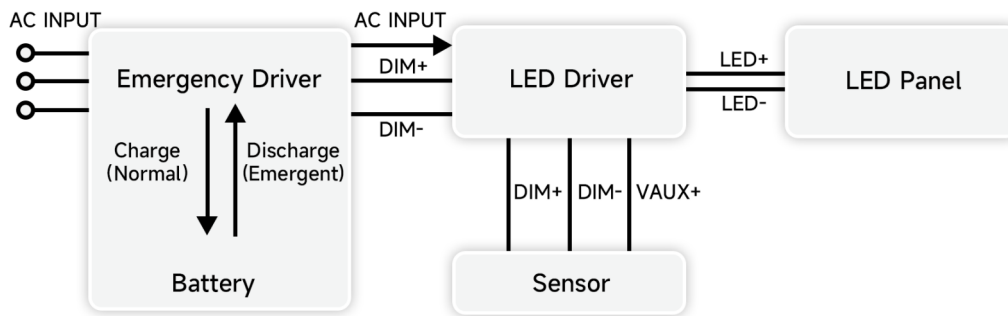 AC INPUT
AC INPUT
Emergency Driver
DIM+
DIM-
LED Driver
LED+
LED-
LED Panel
Charge
(Normal)
Discharge
(Emergent)
DIM+
DIM-
VAUX+
Battery
Sensor